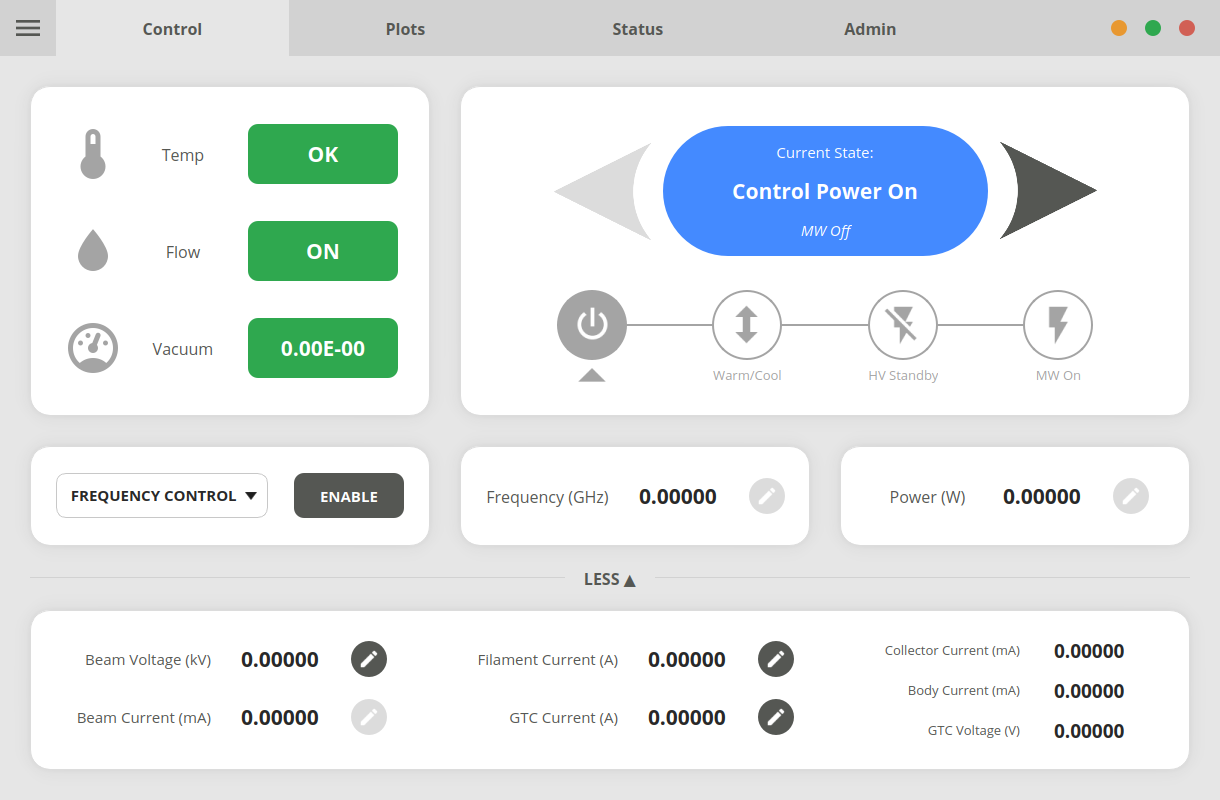 Control
Plots
Status
Admin
Temp
OK
Flow
ON
Vacuum
0.00E-00
Current State:
Control Power On
MW Off
Warm/Cool
HV Standby
MW On
FREQUENCY CONTROL
ENABLE
Frequency (GHz)
0.00000
Power (W)
0.00000
LESS
Beam Voltage (kV)
0.00000
Beam Current (mA)
0.00000
Filament Current (A)
0.00000
GTC Current (A)
0.00000
Collector Current (mA)
0.00000
Body Current (mA)
0.00000
GTC Voltage (V)
0.00000